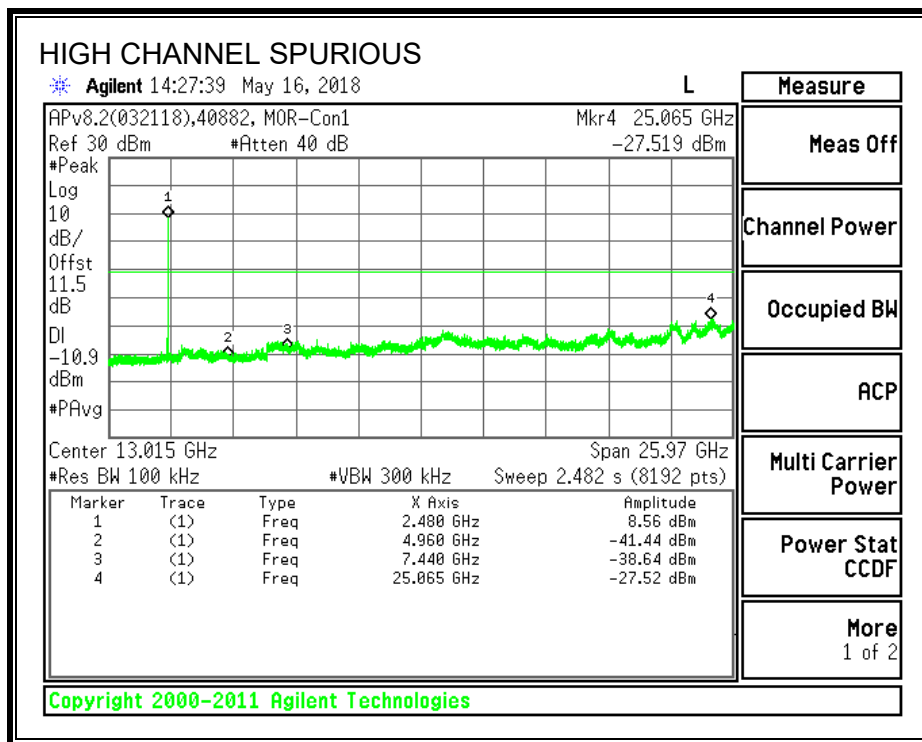 HIGH CHANNEL SPURIOUS
Agilent 14:27:39 May 16, 2018 L
Measure
APv8.2(032118),40882, MOR-Con1 Mkr4 25.065 GHz
Ref 30 dBm #Atten 40 dB -27.519 dBm
Meas Off
#Peak
Log
10
dB/
Offst
11.5
dB
DI
-10.9
dBm
#PAvg
1
2
3
4
Channel Power
Occupied BW
ACP
Center 13.015 GHz Span 25.97 GHz
#Res BW 100 kHz #VBW 300 kHz Sweep 2.482 s (8192 pts)
Multi Carrier
Power
Marker Trace Type X Axis Amplitude
1 (1) Freq 2.480 GHz 8.56 dBm
2 (1) Freq 4.960 GHz -41.44 dBm
3 (1) Freq 7.440 GHz -38.64 dBm
4 (1) Freq 25.065 GHz -27.52 dBm
Power Stat
CCDF
More
1 of 2
Copyright 2000-2011 Agilent Technologies